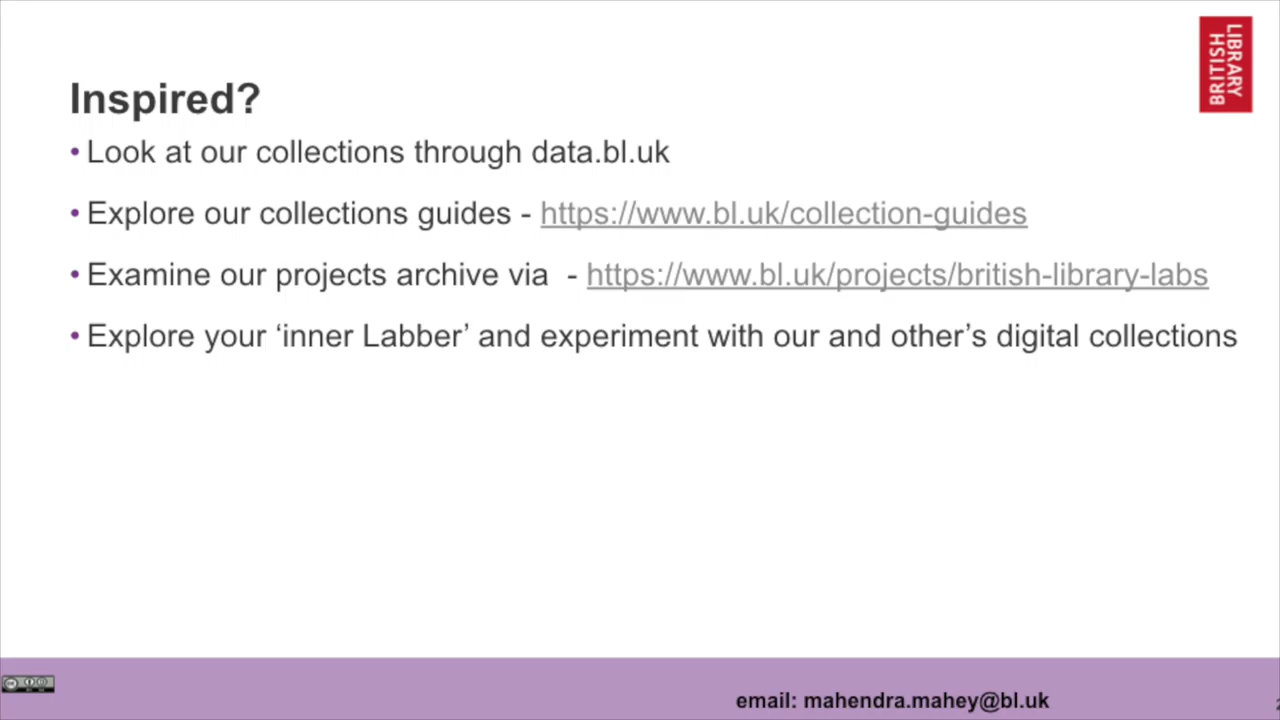 LIBRARY
BRITISH
Inspired?
• Look at our collections through data.bl.uk
• Explore our collections guides - https://www.bl.uk/collection-guides
• Examine our projects archive via  - https://www.bl.uk/projects/british-library-labs
• Explore your ‘inner Labber’ and experiment with our and other’s digital collections
email: mahendra.mahey@bl.uk